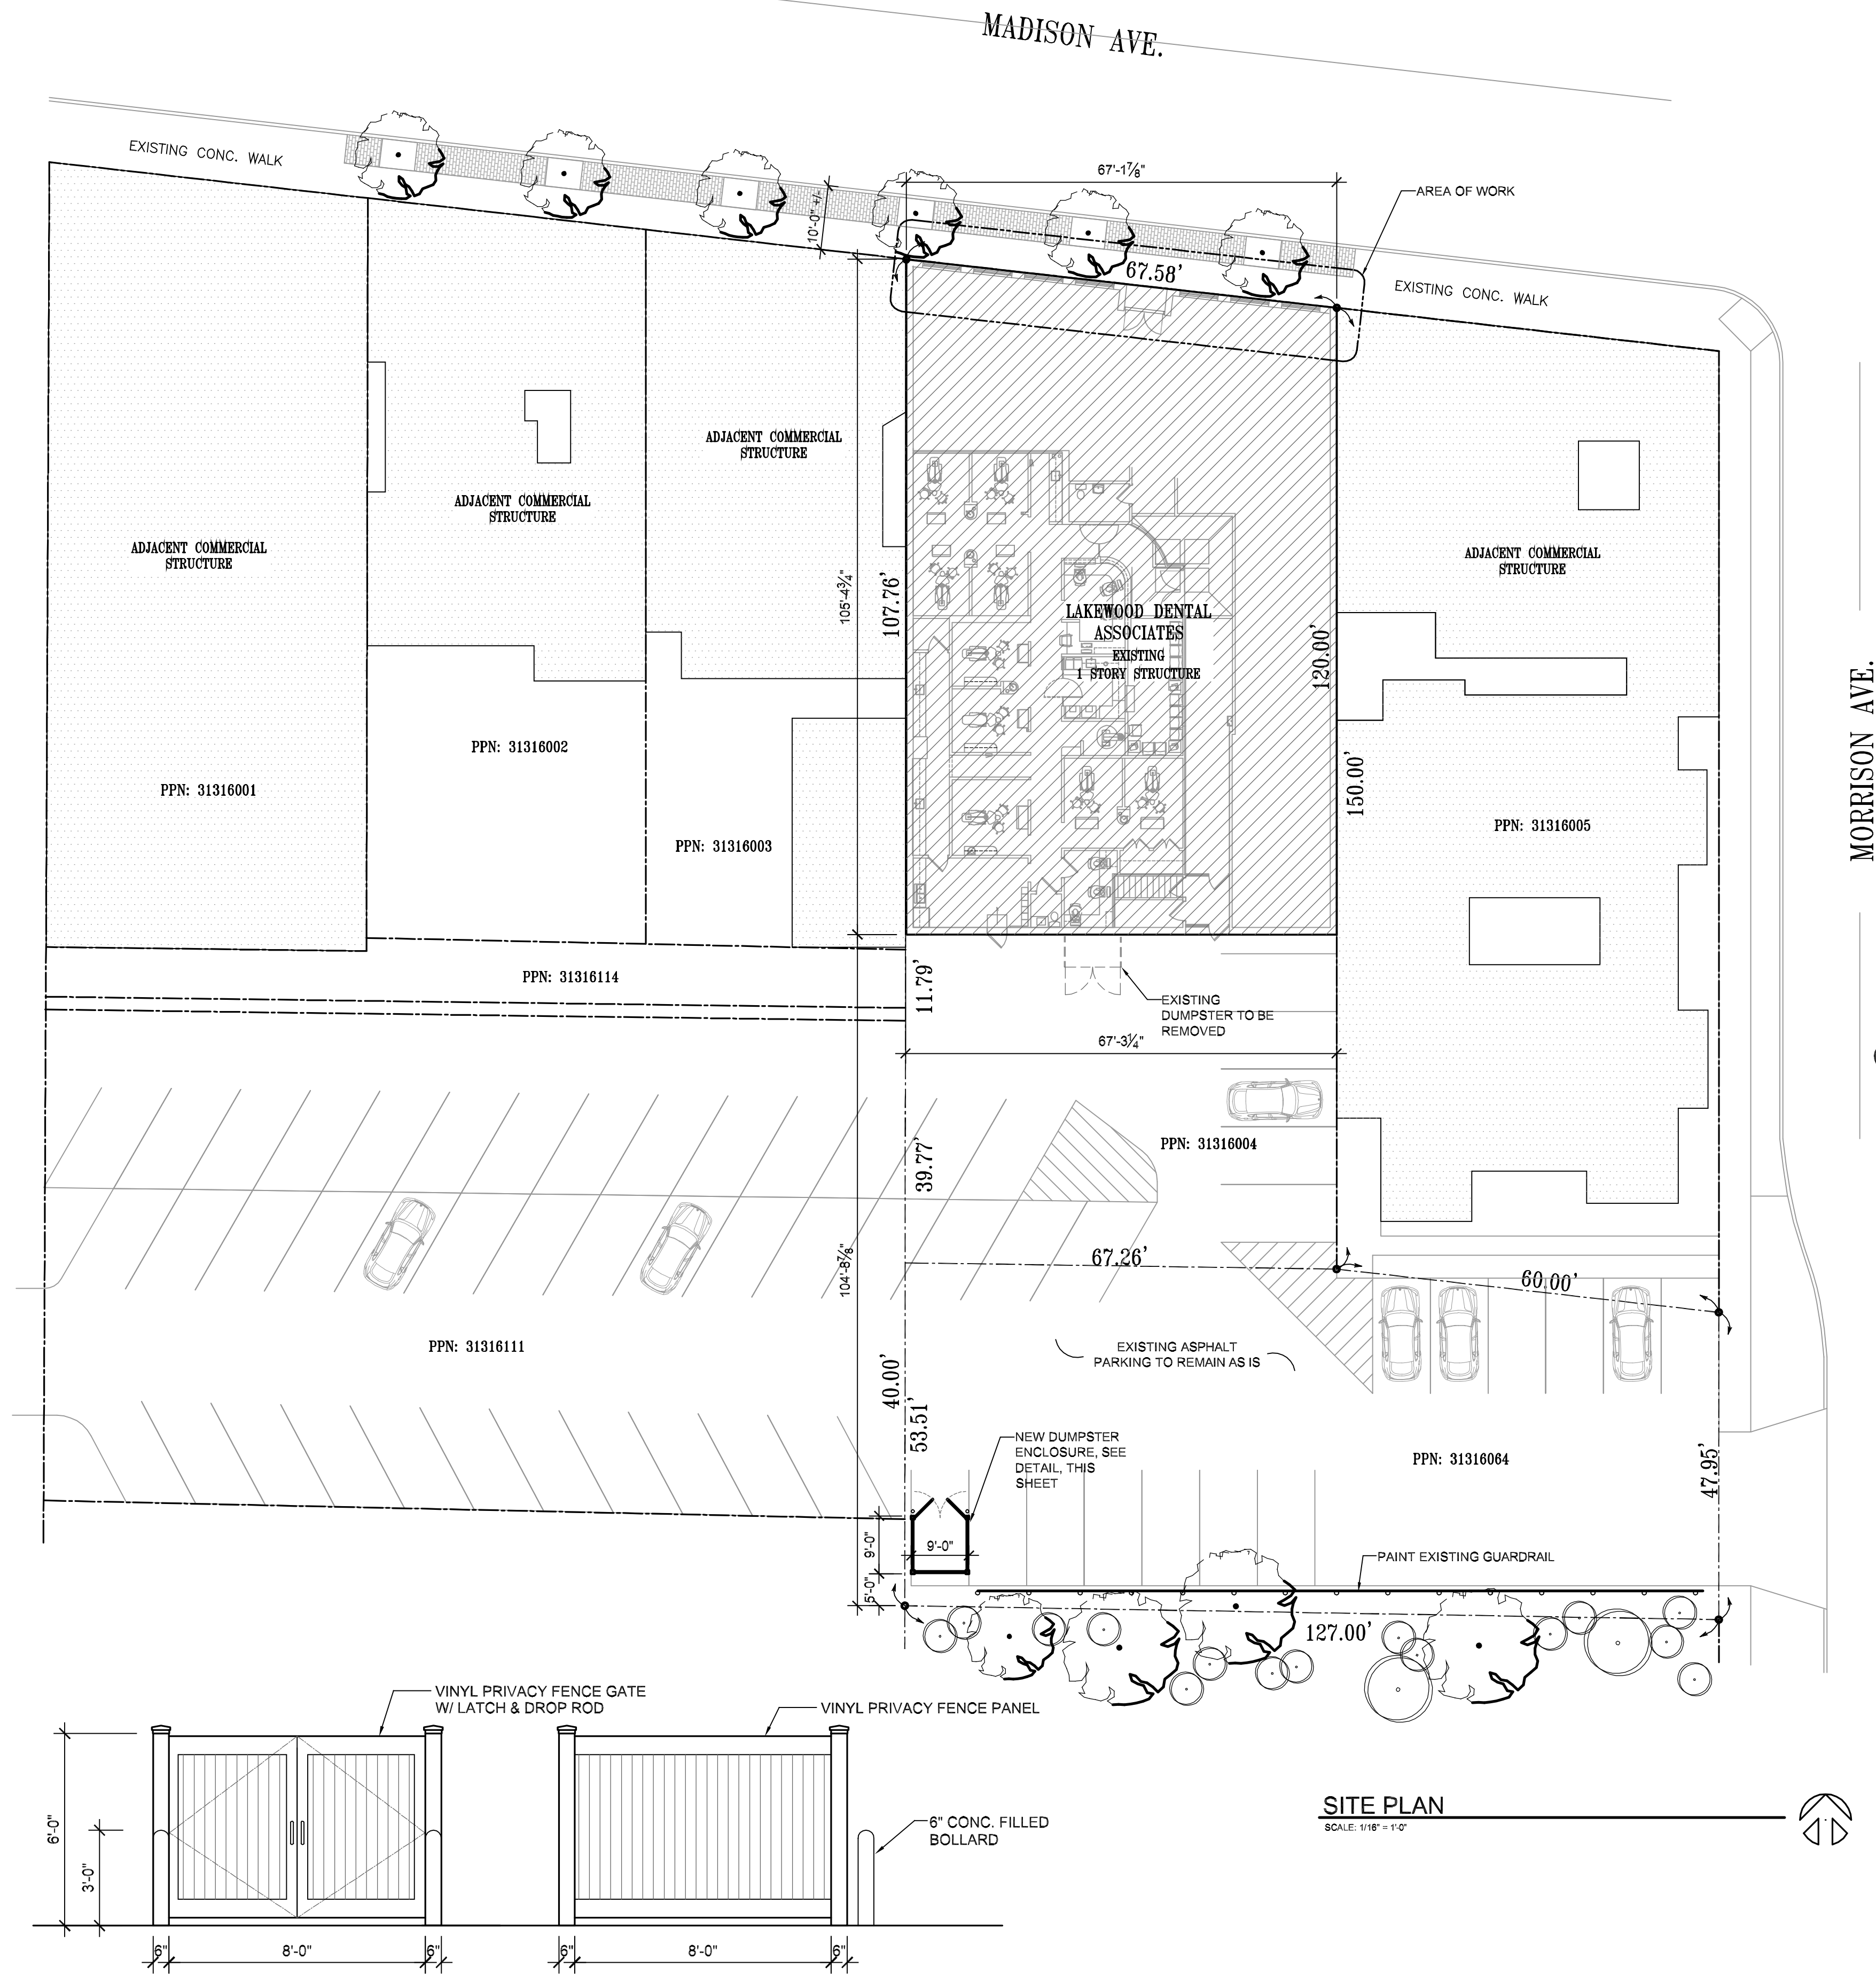 MADISON AVE.
EXISTING CONC. WALK
67'-1⅞"
AREA OF WORK
10'-0" +/-
67.58'
EXISTING CONC. WALK
ADJACENT COMMERCIAL
STRUCTURE
ADJACENT COMMERCIAL
STRUCTURE
ADJACENT COMMERCIAL
STRUCTURE
ADJACENT COMMERCIAL
STRUCTURE
105'-4¾"
107.76'
LAKEWOOD DENTAL
ASSOCIATES
EXISTING
1 STORY STRUCTURE
120.00'
150.00'
MORRISON AVE.
PPN: 31316001
PPN: 31316002
PPN: 31316003
PPN: 31316005
PPN: 31316114
11.79'
EXISTING
DUMPSTER TO BE
REMOVED
67'-3¼"
39.77'
PPN: 31316004
104'-8⅞"
67.26'
60.00'
PPN: 31316111
EXISTING ASPHALT
PARKING TO REMAIN AS IS
40.00'
53.51'
NEW DUMPSTER
ENCLOSURE, SEE
DETAIL, THIS
SHEET
PPN: 31316064
47.95'
9'-0"
9'-0"
5'-0"
PAINT EXISTING GUARDRAIL
127.00'
VINYL PRIVACY FENCE GATE
W/ LATCH & DROP ROD
VINYL PRIVACY FENCE PANEL
6'-0"
3'-0"
6" CONC. FILLED
BOLLARD
6"
8'-0"
6"
6"
8'-0"
6"
SITE PLAN
SCALE: 1/16" = 1'-0"